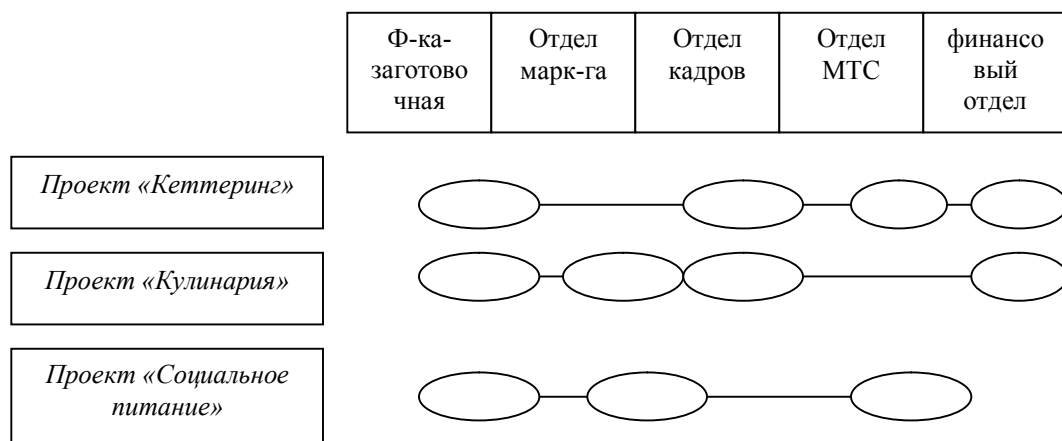 Ф-ка-
заготово
чная
Отдел
марк-га
Отдел
кадров
Отдел
МТС
финансо
вый
отдел
Проект «Кеттеринг»
Проект «Кулинария»
Проект «Социальное
питание»